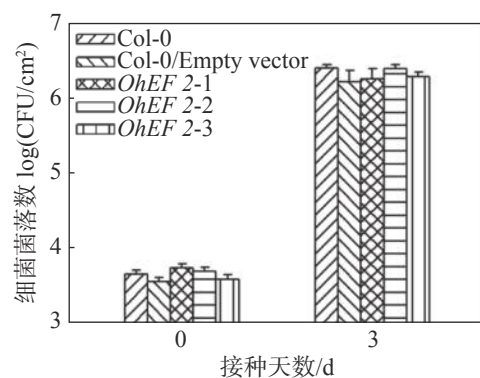 7
6
5
4
3
细菌菌落数 log(CFU/cm²)
Col-0
Col-0/Empty vector
OhEF 2-1
OhEF 2-2
OhEF 2-3
0 3
接种天数/d